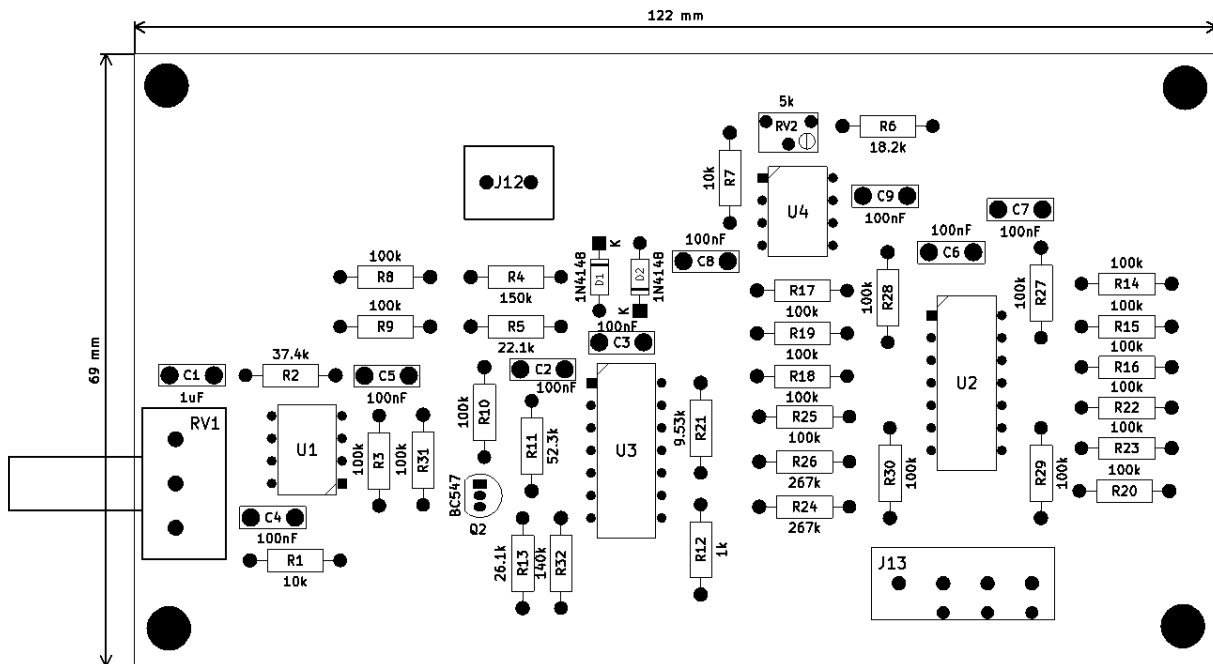 122 mm
69 mm
5k
RV2
R6
18.2k
10k
R7
J12
U4
C9
100nF
C7
100nF
100nF
C6
100nF
C8
K
1N4148
D1
D2
1N4148
K
100k
R8
R4
150k
100k
R9
R5
22.1k
100nF
C3
R17
100k
R19
100k
R18
100k
R25
100k
R26
267k
R24
267k
100k
R28
100k
R27
100k
R14
100k
R15
100k
R16
100k
R22
100k
R23
100k
R20
U2
37.4k
R2
C1
1uF
C5
100nF
C2
100nF
RV1
U1
100k
R3
100k
R31
100k
R10
R11
52.3k
U3
9.53k
R21
R30
100k
R29
100k
BC547
Q2
C4
100nF
R1
10k
26.1k
R13
140k
R32
R12
1k
J13